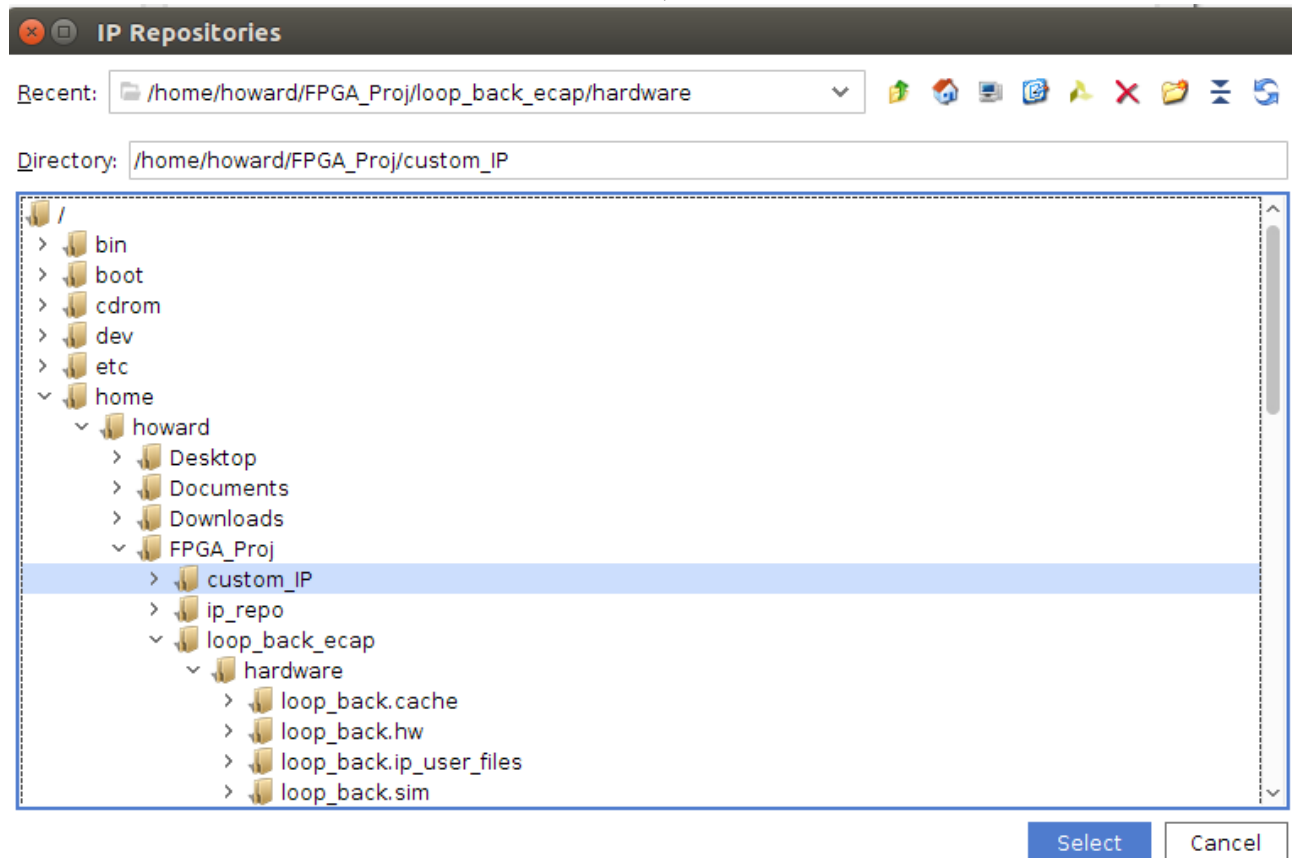 IP Repositories
Recent: /home/howard/FPGA_Proj/loop_back_ecap/hardware
Directory: /home/howard/FPGA_Proj/custom_IP
/
bin
boot
cdrom
dev
etc
home
howard
Desktop
Documents
Downloads
FPGA_Proj
custom_IP
ip_repo
loop_back_ecap
hardware
loop_back.cache
loop_back.hw
loop_back.ip_user_files
loop_back.sim
Select Cancel